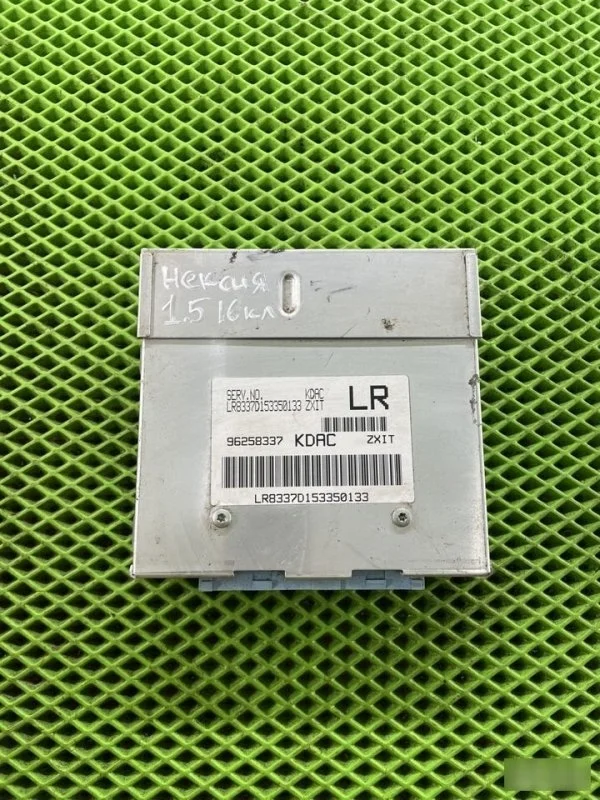 Нексия
1.5 16кл
SERV.NO. KDAC
LR8337D153350133 ZXIT
LR
96258337 KDAC ZXIT
LR8337D153350133